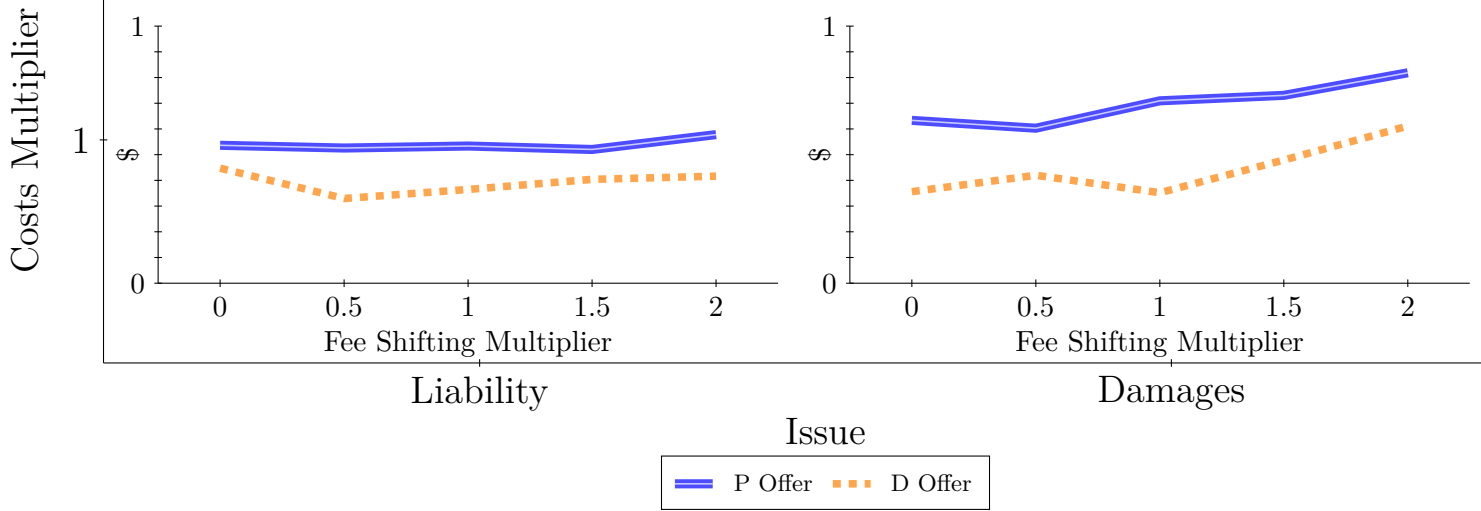 Costs Multiplier
1
1
$
0
0 0.5 1 1.5 2
Fee Shifting Multiplier
1
$
0
0 0.5 1 1.5 2
Fee Shifting Multiplier
Liability
Damages
Issue
P Offer D Offer